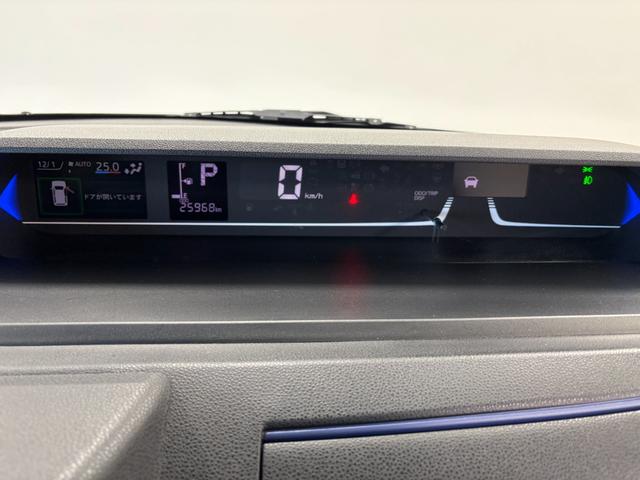 12/1 AUTO 25.0
ドアが開いています
P
E
25968km
0 km/h
ODO/TRIP
DISP